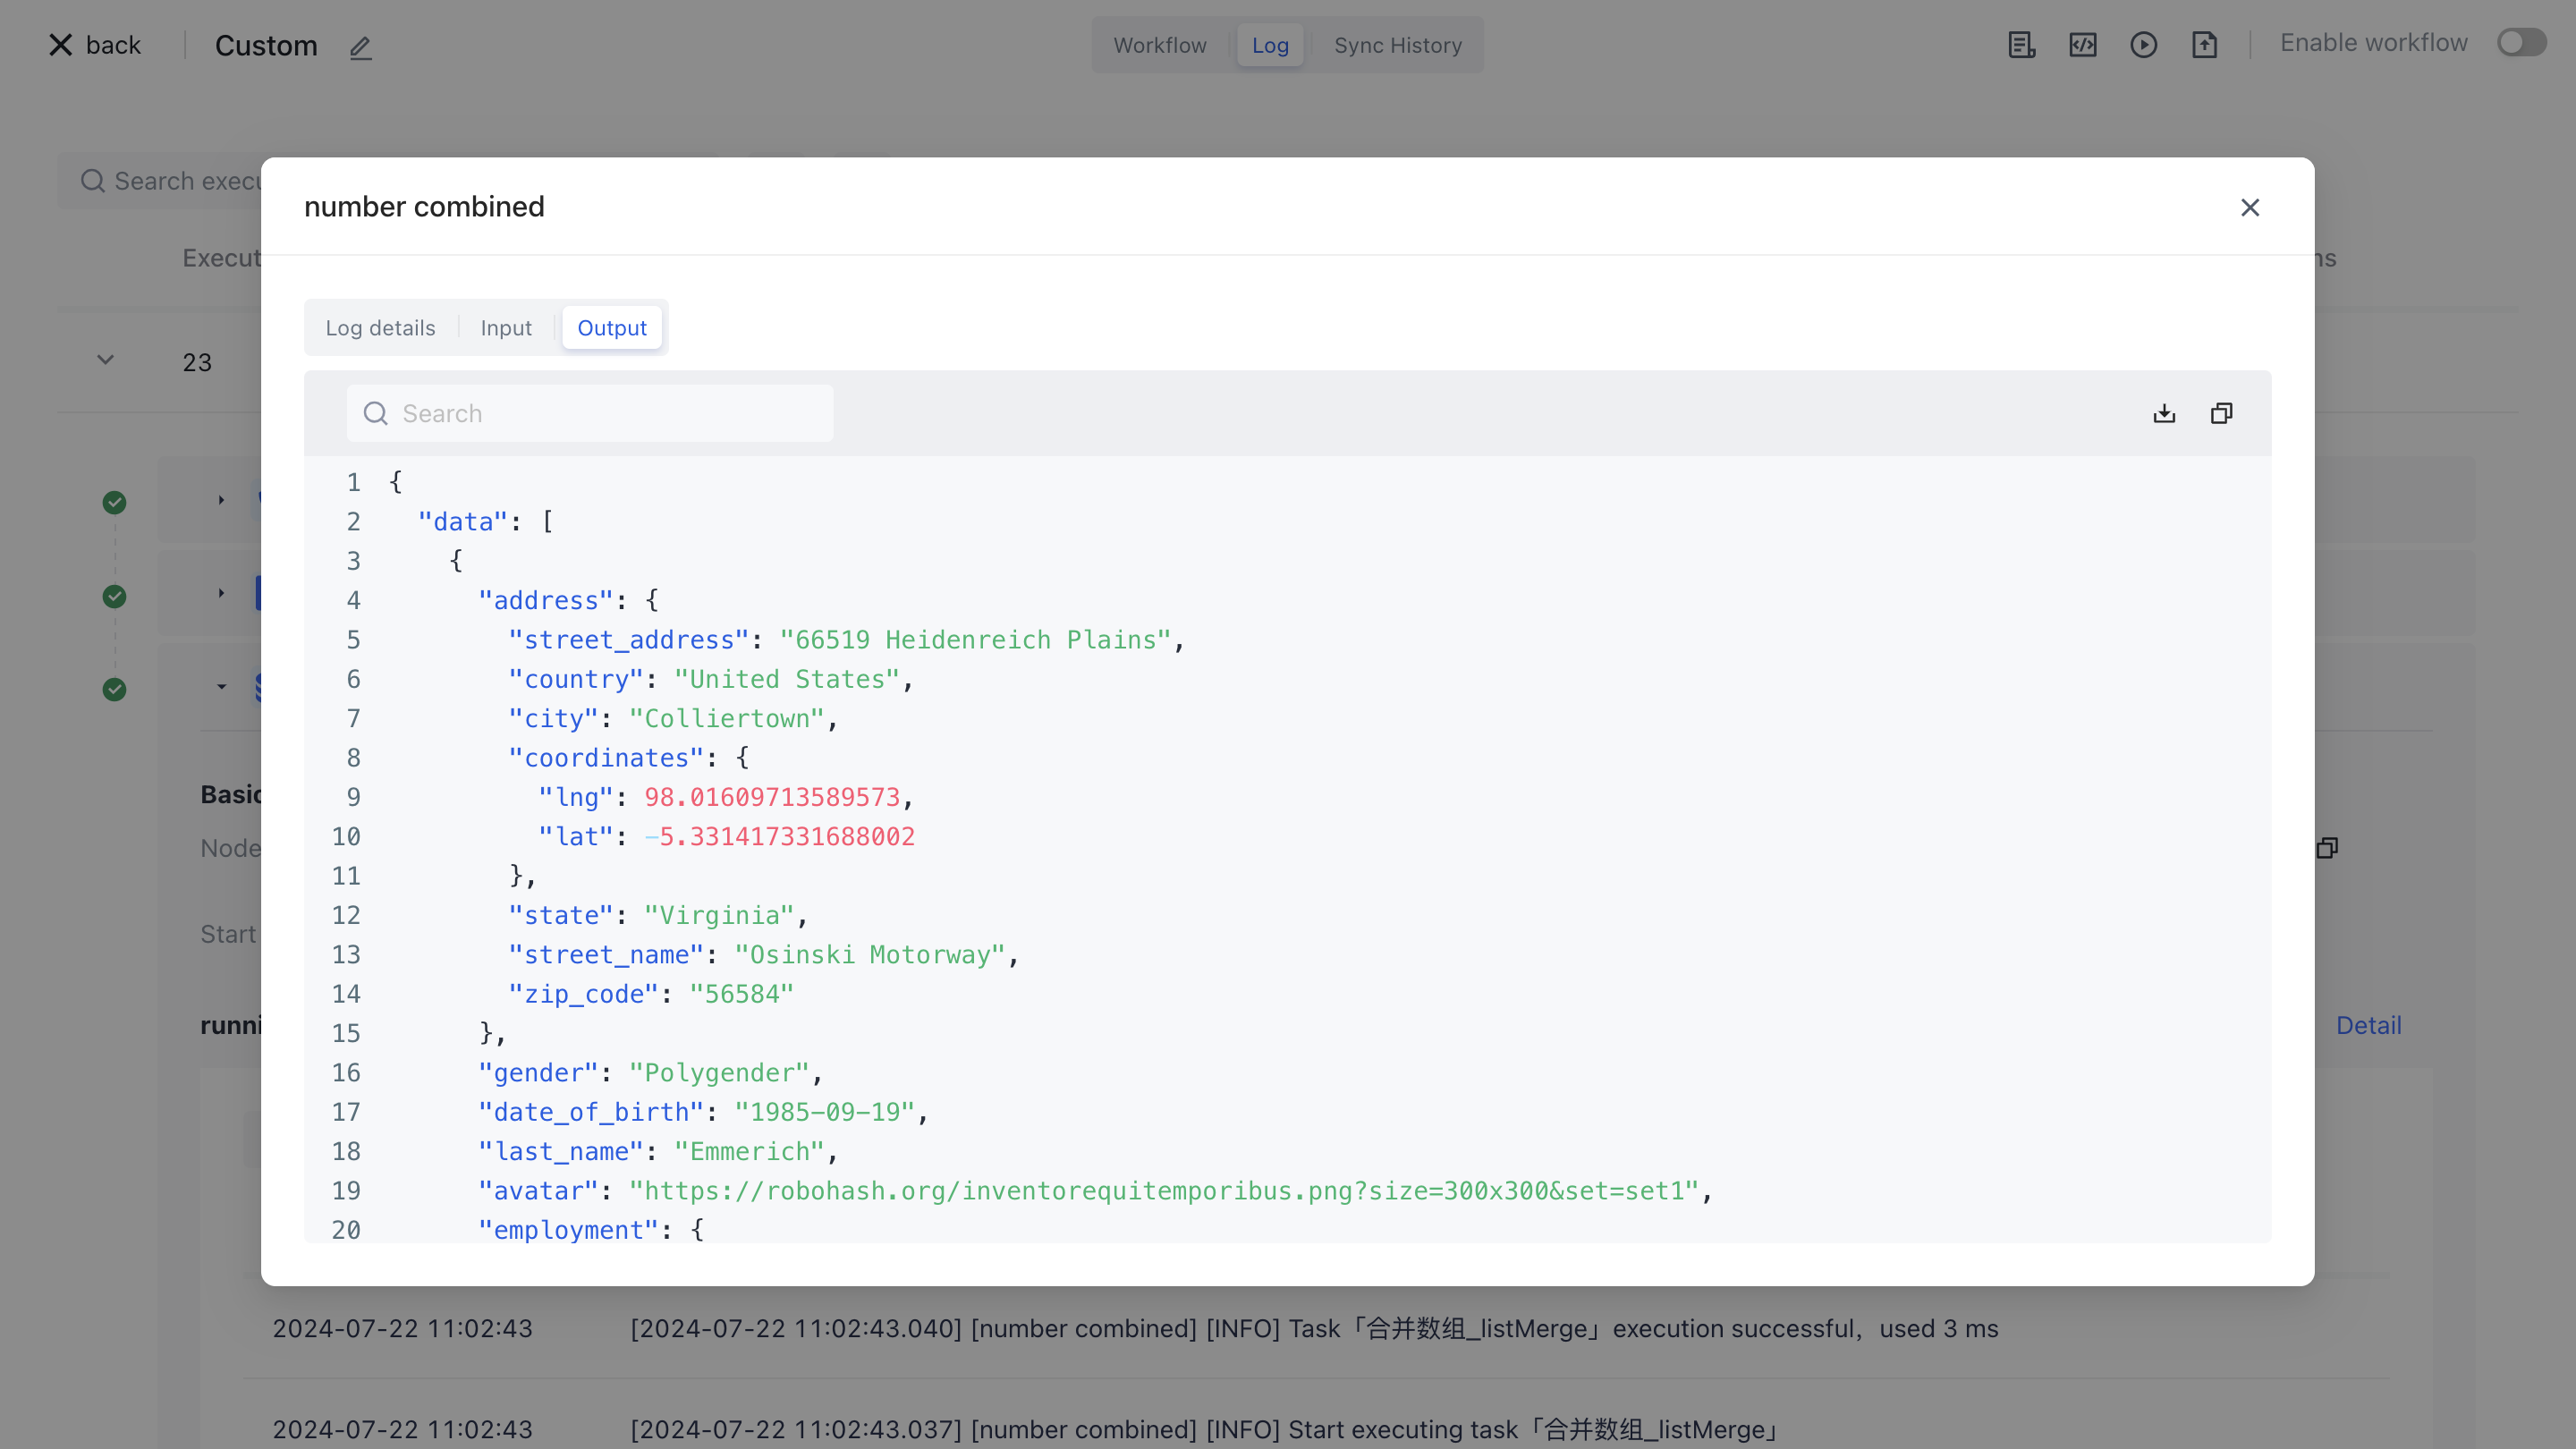 back
Custom
Workflow
Log
Sync History
Enable workflow
Search execu
number combined
Execut
ns
Log details
Input
Output
23
Search
1 {
2 "data": [
3 {
4 "address": {
5 "street_address": "66519 Heidenreich Plains",
6 "country": "United States",
7 "city": "Colliertown",
8 "coordinates": {
9 "lng": 98.01609713589573,
10 "lat": -5.331417331688002
11 },
12 "state": "Virginia",
13 "street_name": "Osinski Motorway",
14 "zip_code": "56584"
15 },
16 "gender": "Polygender",
17 "date_of_birth": "1985-09-19",
18 "last_name": "Emmerich",
19 "avatar": "https://robohash.org/inventorequitemporibus.png?size=300x300&set=set1",
20 "employment": {
Basic
Node
Start
runni
Detail
2024-07-22 11:02:43 [2024-07-22 11:02:43.040] [number combined] [INFO] Task「合并数组_listMerge」execution successful，used 3 ms
2024-07-22 11:02:43 [2024-07-22 11:02:43.037] [number combined] [INFO] Start executing task「合并数组_listMerge」